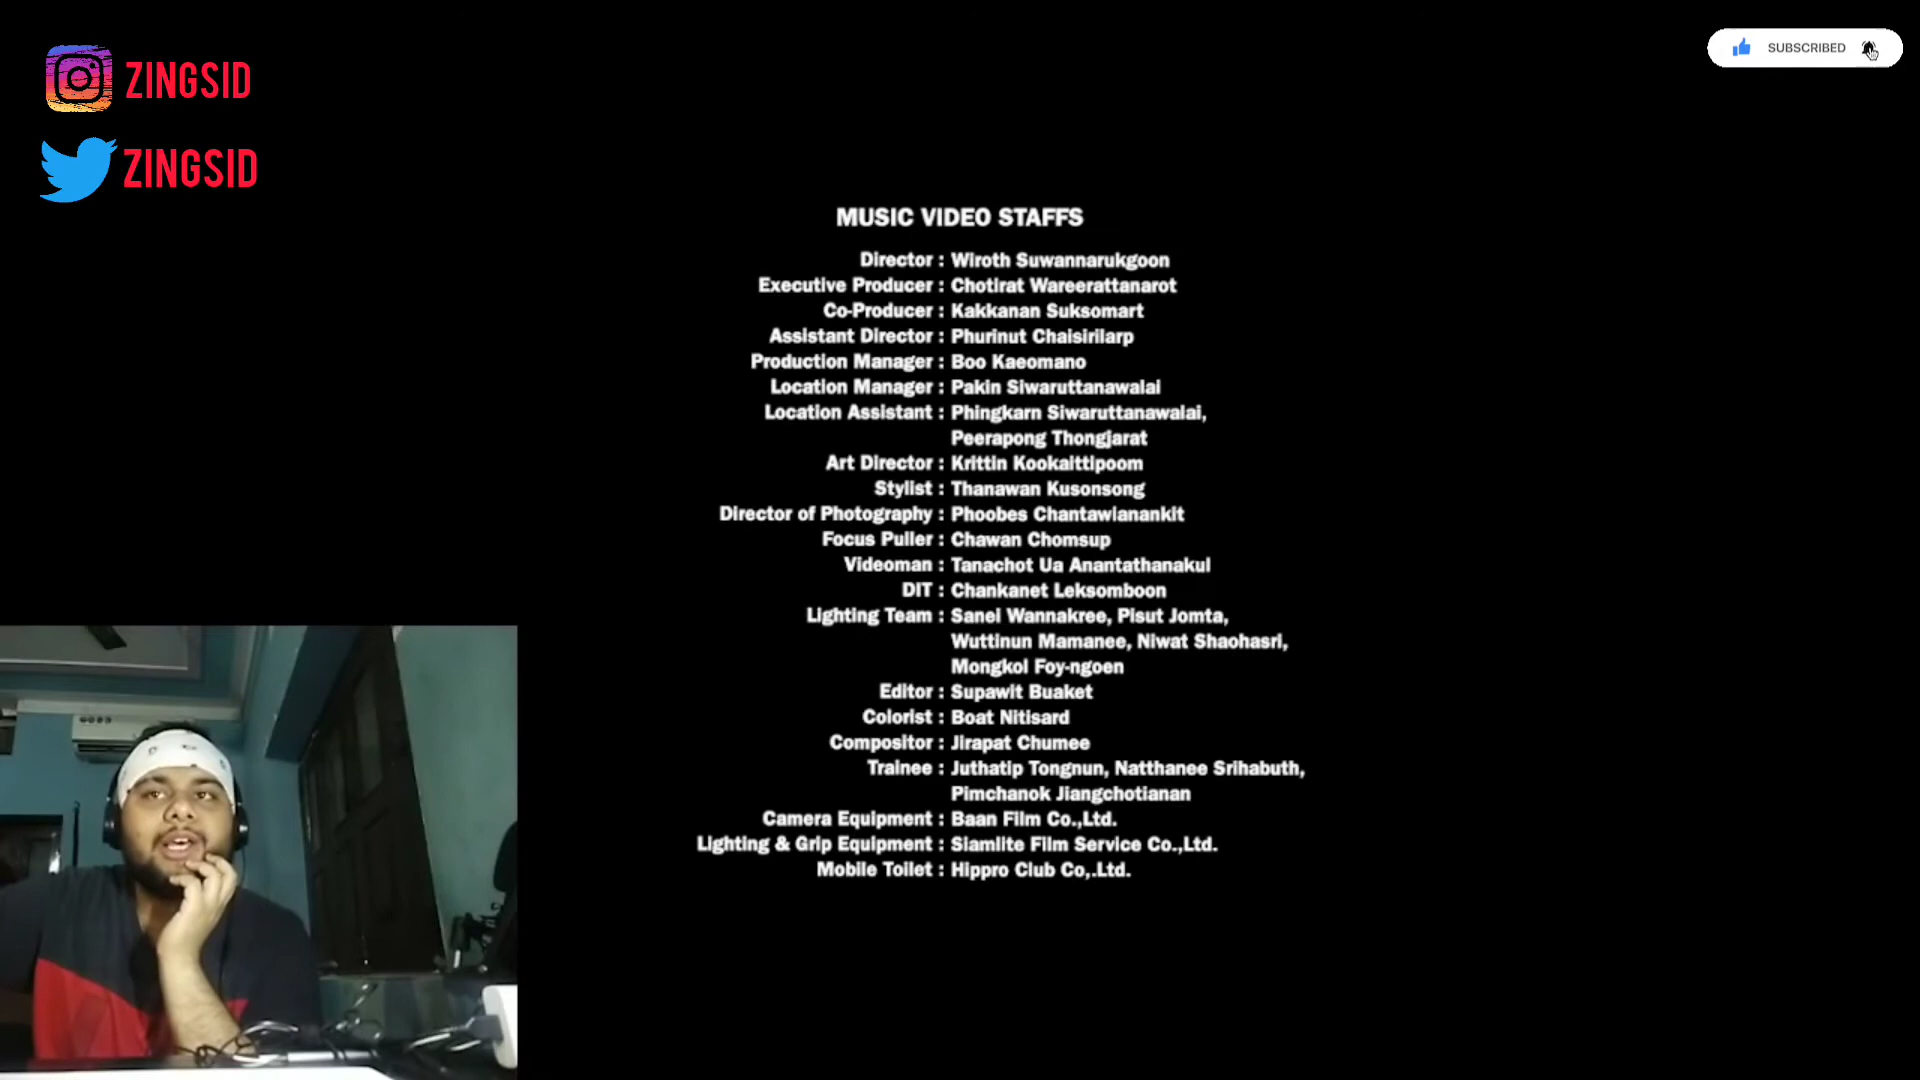 ZINGSID
ZINGSID
SUBSCRIBED
MUSIC VIDEO STAFFS
Director : Wiroth Suwannarukgoon
Executive Producer : Chotirat Wareerattanarot
Co-Producer : Kakkanan Suksomart
Assistant Director : Phurinut Chaisiriiarp
Production Manager : Boo Kaeomano
Location Manager : Pakin Siwaruttanawalai
Location Assistant : Phingkarn Siwaruttanawalai,
Peerapong Thongjarat
Art Director : Krittin Kookaittipoom
Stylist : Thanawan Kusonsong
Director of Photography : Phoobes Chantawianankit
Focus Puller : Chawan Chomsup
Videoman : Tanachot Ua Anantathanakul
DIT : Chankanet Leksomboon
Lighting Team : Sanei Wannakree, Pisut Jomta,
Wuttinun Mamanee, Niwat Shaohasri,
Mongkol Foy-ngoen
Editor : Supawit Buaket
Colorist : Boat Nitisard
Compositor : Jirapat Chumee
Trainee : Juthatip Tongnun, Natthanee Srihabuth,
Pimchanok Jiangchotianan
Camera Equipment : Baan Film Co.,Ltd.
Lighting & Grip Equipment : Siamlite Film Service Co.,Ltd.
Mobile Toilet : Hippro Club Co,.Ltd.